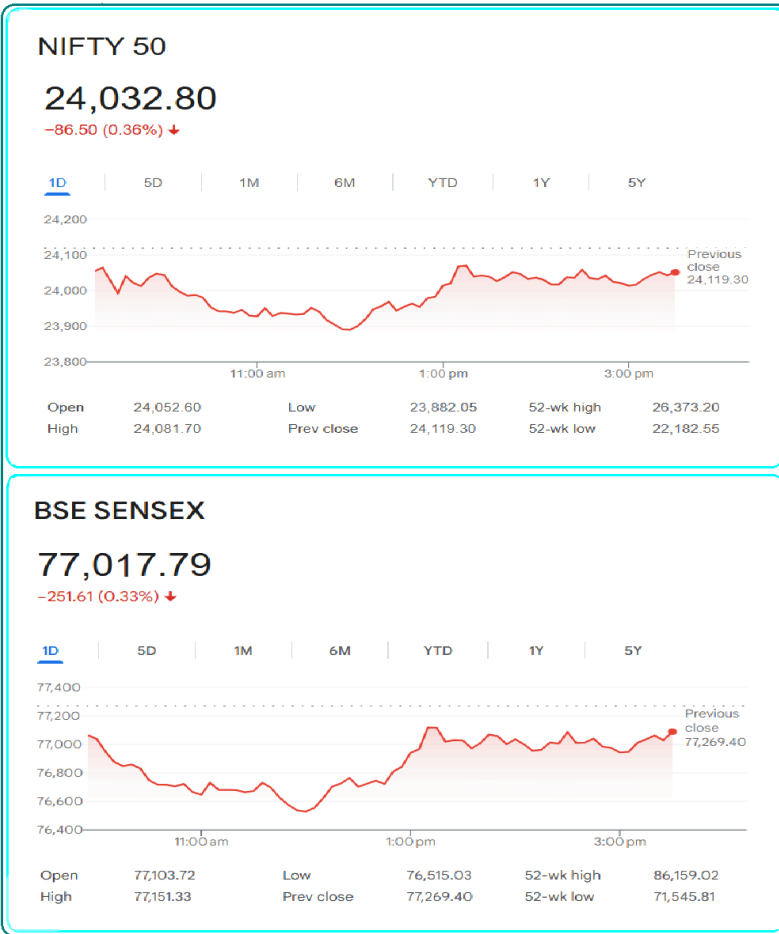 NIFTY 50
24,032.80
−86.50 (0.36%) ↓
1D 5D 1M 6M YTD 1Y 5Y
24,200
24,100
24,000
23,900
23,800
Previous
close
24,119.30
11:00 am 1:00 pm 3:00 pm
Open 24,052.60 Low 23,882.05 52-wk high 26,373.20
High 24,081.70 Prev close 24,119.30 52-wk low 22,182.55
BSE SENSEX
77,017.79
−251.61 (0.33%) ↓
1D 5D 1M 6M YTD 1Y 5Y
77,400
77,200
77,000
76,800
76,600
76,400
Previous
close
77,269.40
11:00 am 1:00 pm 3:00 pm
Open 77,103.72 Low 76,515.03 52-wk high 86,159.02
High 77,151.33 Prev close 77,269.40 52-wk low 71,545.81